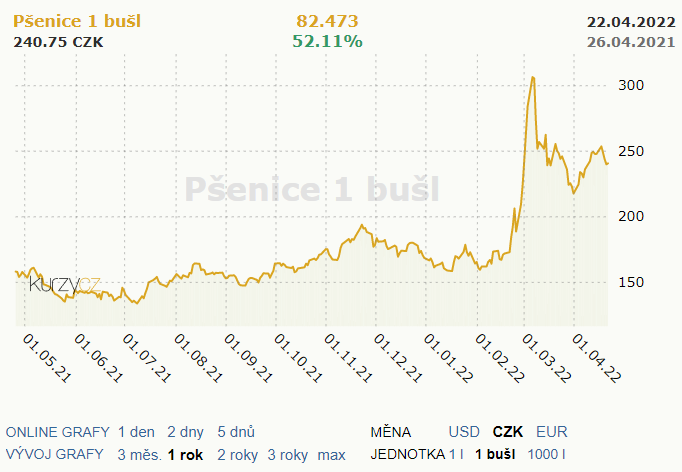 Pšenice 1 bušl 82.473 22.04.2022
240.75 CZK 52.11% 26.04.2021
300
250
Pšenice 1 bušl
200
150
kurzycz
01.05.21 01.06.21 01.07.21 01.08.21 01.09.21 01.10.21 01.11.21 01.12.21 01.01.22 01.02.22 01.03.22 01.04.22
ONLINE GRAFY 1 den 2 dny 5 dnů MĚNA USD CZK EUR
VÝVOJ GRAFY 3 měs. 1 rok 2 roky 3 roky max JEDNOTKA 1 l 1 bušl 1000 l